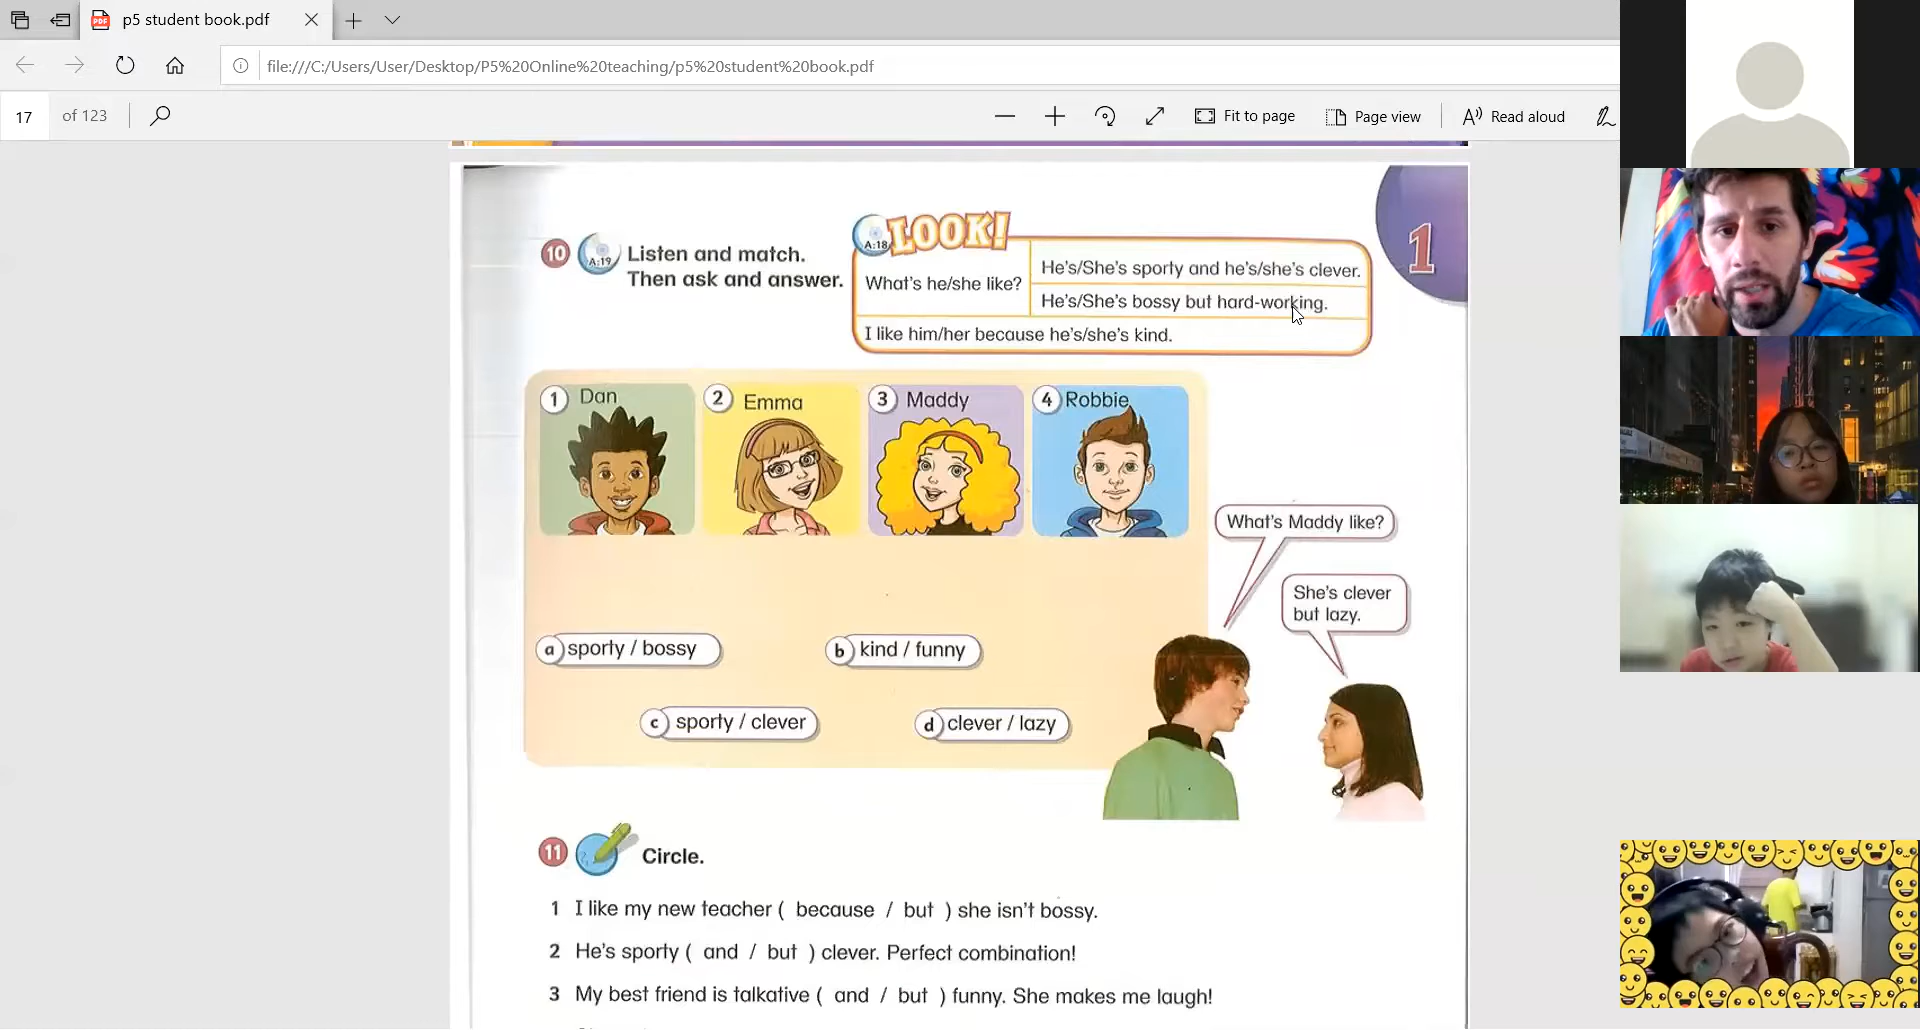 p5 student book.pdf
file:///C:/Users/User/Desktop/P5%20Online%20teaching/p5%20student%20book.pdf
17 of 123
Fit to page
Page view
Read aloud
1
10 A:19 Listen and match.
Then ask and answer.
A:18 LOOK!
What's he/she like?
He's/She's sporty and he's/she's clever.
He's/She's bossy but hard-working.
I like him/her because he's/she's kind.
1 Dan
2 Emma
3 Maddy
4 Robbie
What's Maddy like?
She's clever
but lazy.
a sporty / bossy
b kind / funny
c sporty / clever
d clever / lazy
11 Circle.
1 I like my new teacher ( because / but ) she isn't bossy.
2 He's sporty ( and / but ) clever. Perfect combination!
3 My best friend is talkative ( and / but ) funny. She makes me laugh!